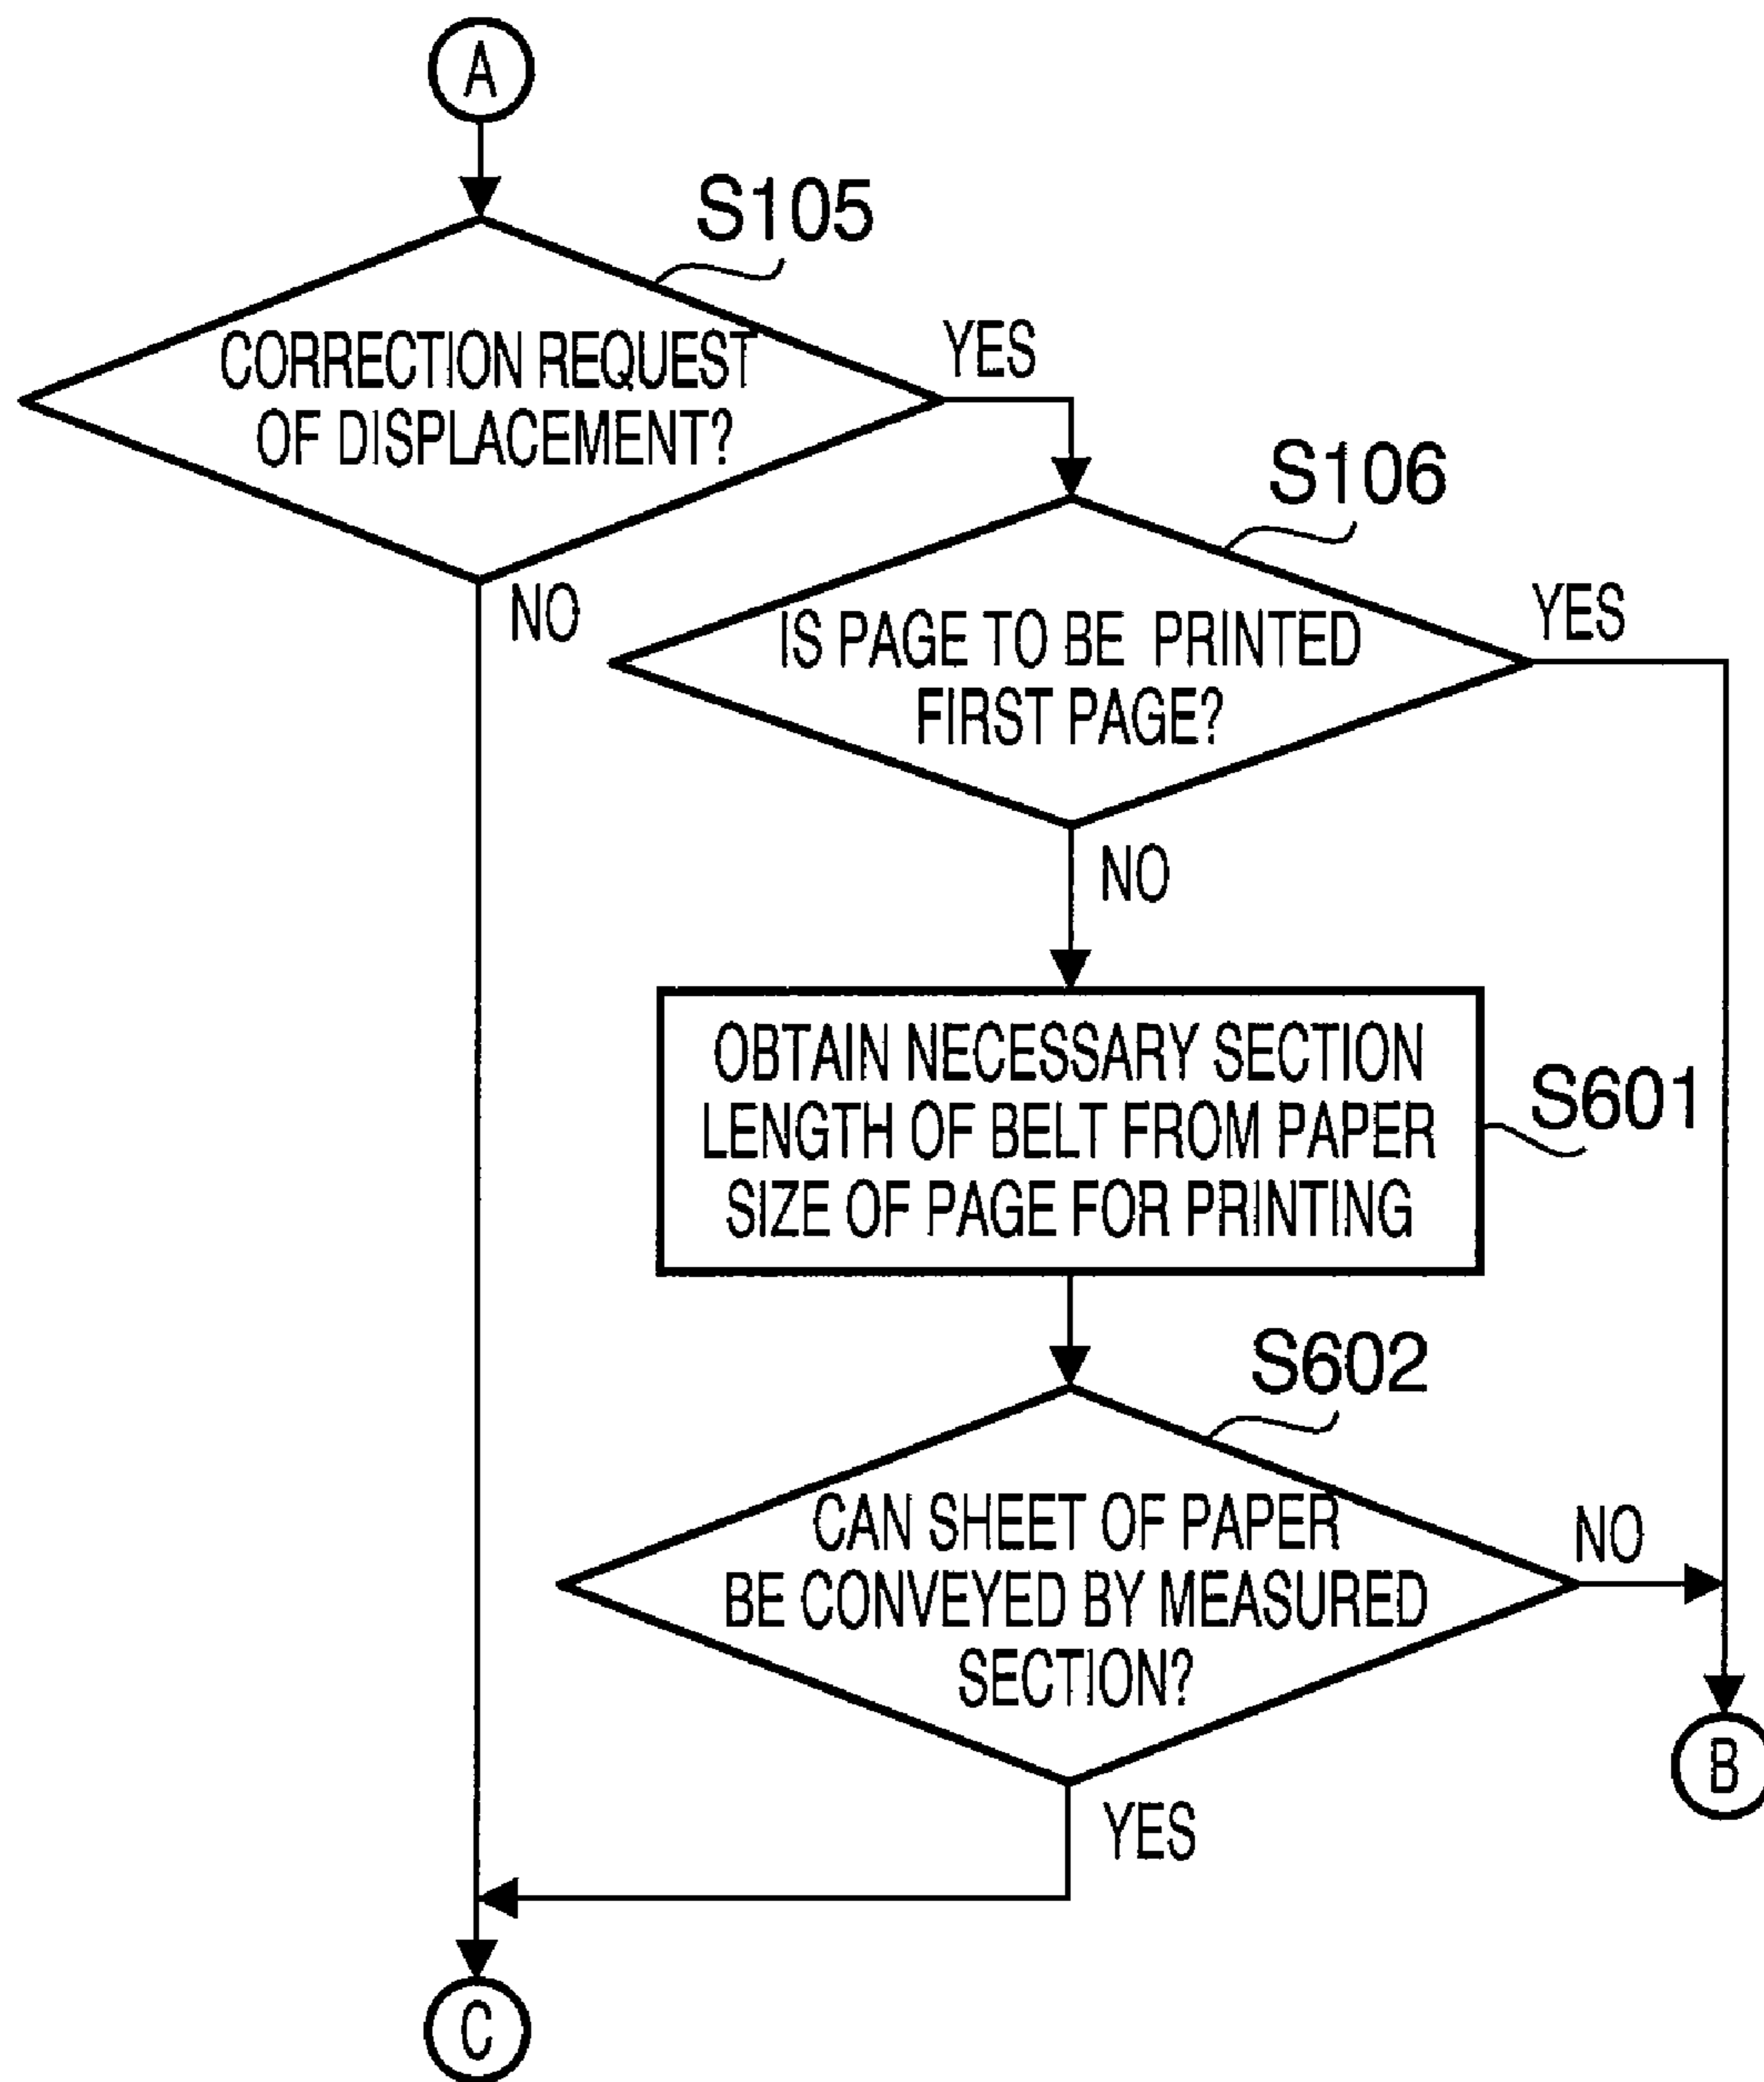 A
S105
CORRECTION REQUEST
OF DISPLACEMENT?
YES
NO
S106
IS PAGE TO BE PRINTED
FIRST PAGE?
YES
NO
OBTAIN NECESSARY SECTION
LENGTH OF BELT FROM PAPER
SIZE OF PAGE FOR PRINTING
S601
S602
CAN SHEET OF PAPER
BE CONVEYED BY MEASURED
SECTION?
NO
YES
B
C